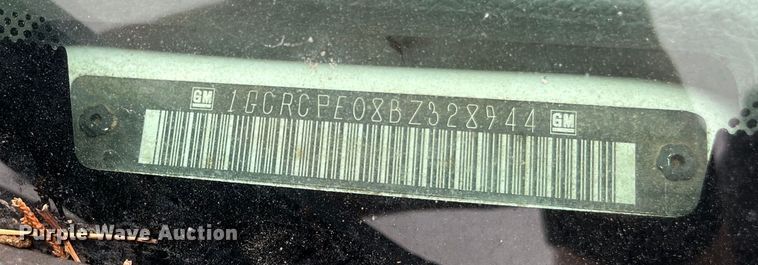 GM 1GCRCPE08BZ328944 GM
Purple Wave Auction